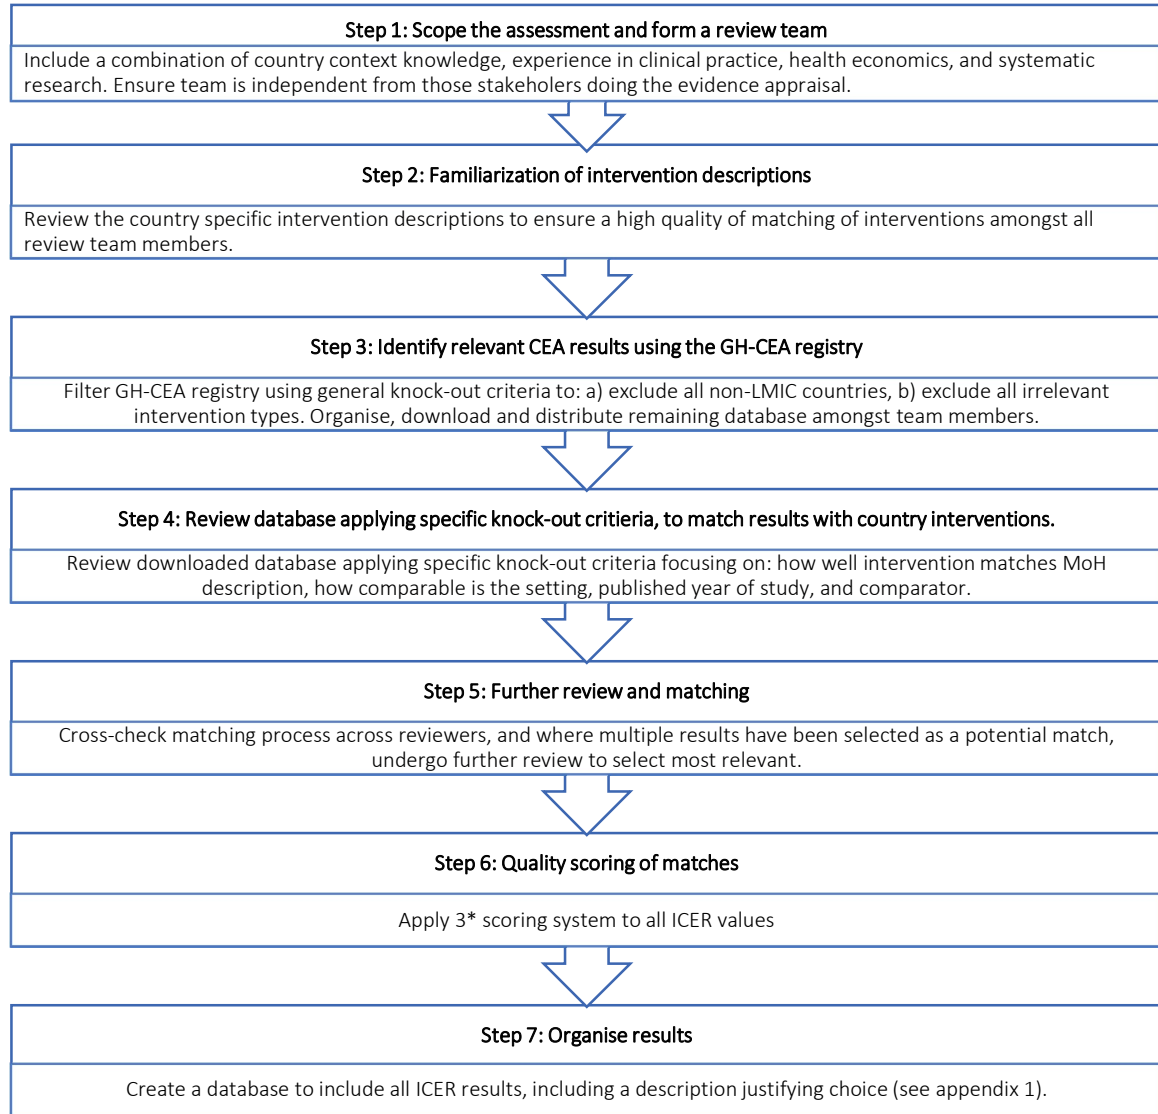 Step 1: Scope the assessment and form a review team
Include a combination of country context knowledge, experience in clinical practice, health economics, and systematic
research. Ensure team is independent from those stakeholers doing the evidence appraisal.
Step 2: Familiarization of intervention descriptions
Review the country specific intervention descriptions to ensure a high quality of matching of interventions amongst all
review team members.
Step 3: Identify relevant CEA results using the GH-CEA registry
Filter GH-CEA registry using general knock-out criteria to: a) exclude all non-LMIC countries, b) exclude all irrelevant
intervention types. Organise, download and distribute remaining database amongst team members.
Step 4: Review database applying specific knock-out critieria, to match results with country interventions.
Review downloaded database applying specific knock-out criteria focusing on: how well intervention matches MoH
description, how comparable is the setting, published year of study, and comparator.
Step 5: Further review and matching
Cross-check matching process across reviewers, and where multiple results have been selected as a potential match,
undergo further review to select most relevant.
Step 6: Quality scoring of matches
Apply 3* scoring system to all ICER values
Step 7: Organise results
Create a database to include all ICER results, including a description justifying choice (see appendix 1).